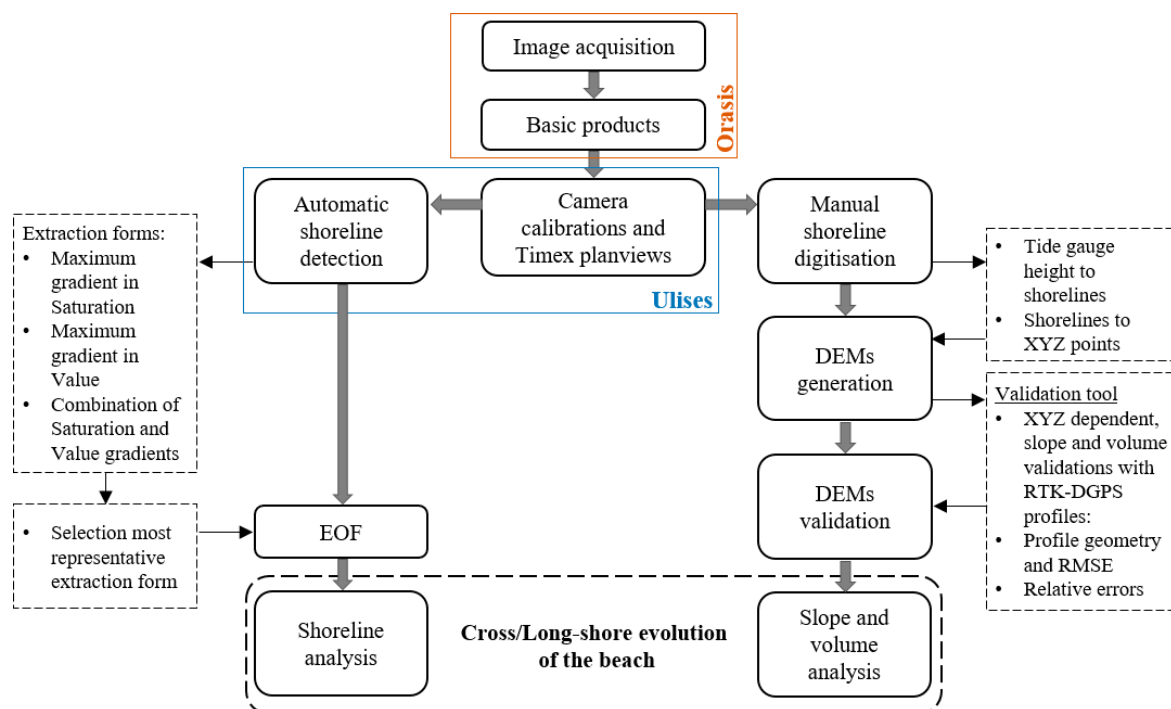 Image acquisition
Basic products
Orasis
Automatic
shoreline
detection
Camera
calibrations and
Timex planviews
Ulises
Manual
shoreline
digitisation
Extraction forms:
• Maximum
gradient in
Saturation
• Maximum
gradient in
Value
• Combination of
Saturation and
Value gradients
• Selection most
representative
extraction form
• Tide gauge
height to
shorelines
• Shorelines to
XYZ points
DEMs
generation
Validation tool
• XYZ dependent,
slope and volume
validations with
RTK-DGPS
profiles:
• Profile geometry
and RMSE
• Relative errors
DEMs
validation
EOF
Shoreline
analysis
Cross/Long-shore evolution
of the beach
Slope and
volume
analysis